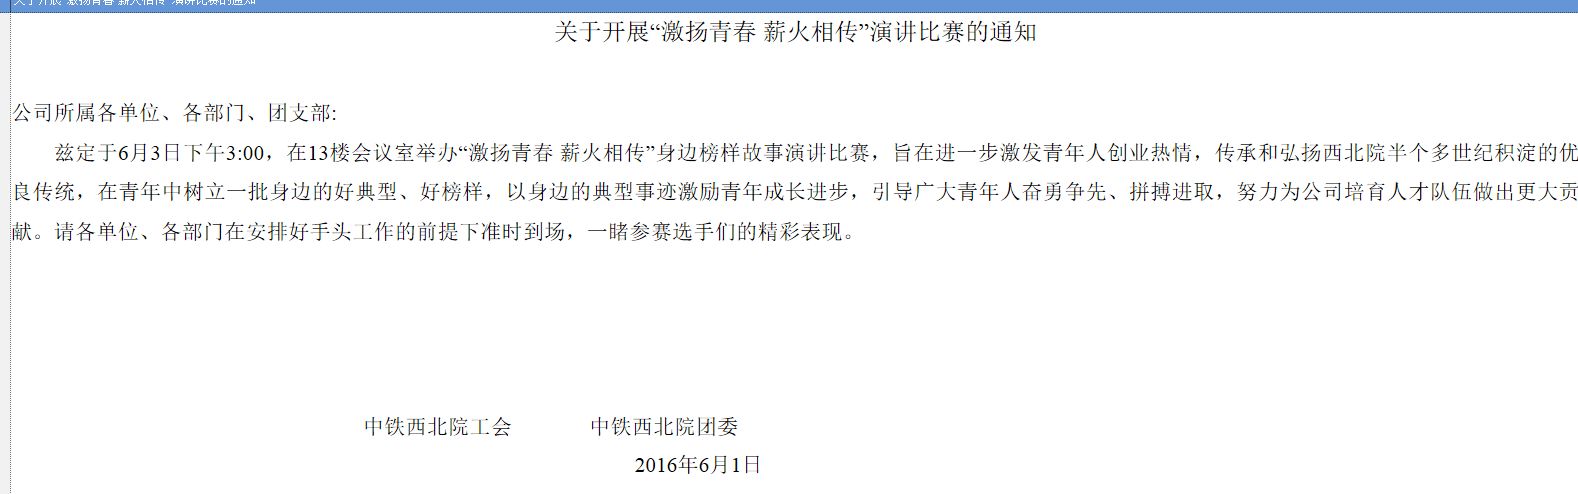 关于开展“激扬青春 薪火相传”演讲比赛的通知
关于开展“激扬青春 薪火相传”演讲比赛的通知
公司所属各单位、各部门、团支部:
兹定于6月3日下午3:00，在13楼会议室举办“激扬青春 薪火相传”身边榜样故事演讲比赛，旨在进一步激发青年人创业热情，传承和弘扬西北院半个多世纪积淀的优
良传统，在青年中树立一批身边的好典型、好榜样，以身边的典型事迹激励青年成长进步，引导广大青年人奋勇争先、拼搏进取，努力为公司培育人才队伍做出更大贡
献。请各单位、各部门在安排好手头工作的前提下准时到场，一睹参赛选手们的精彩表现。
中铁西北院工会 中铁西北院团委
2016年6月1日